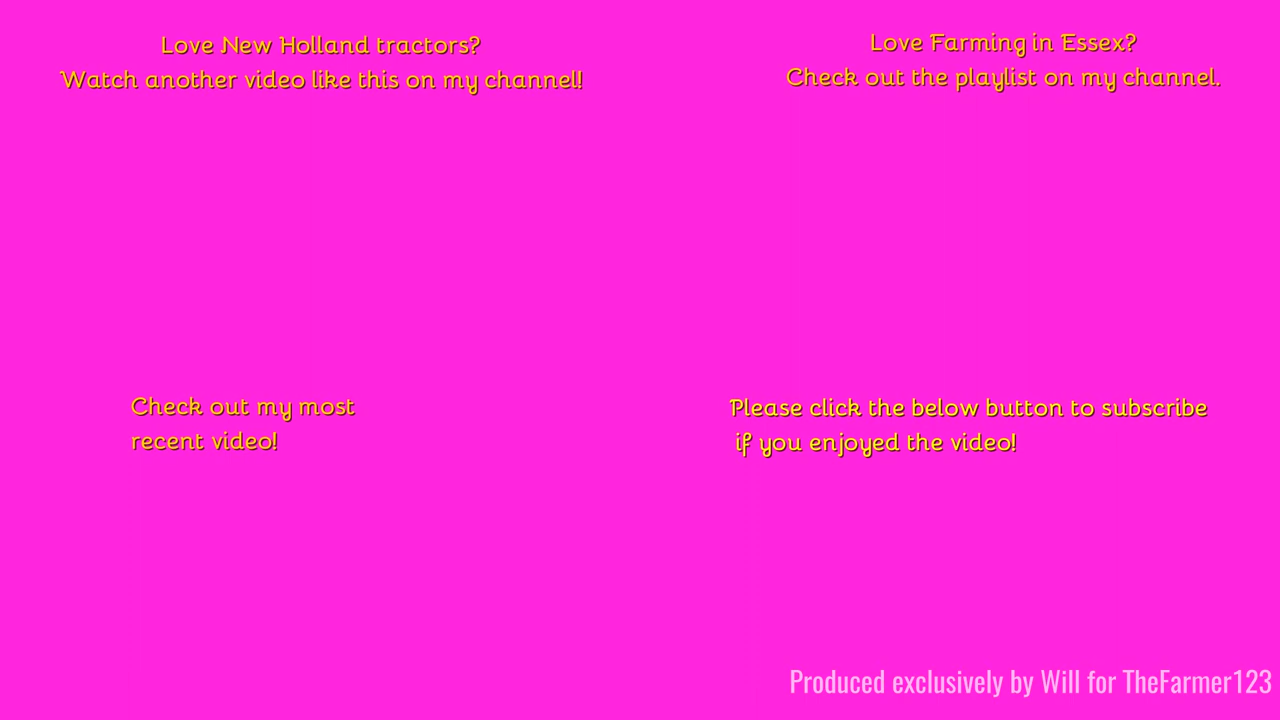 Love New Holland tractors?
Watch another video like this on my channel!
Love Farming in Essex?
Check out the playlist on my channel.
Check out my most
recent video!
Please click the below button to subscribe
if you enjoyed the video!
Produced exclusively by Will for TheFarmer123